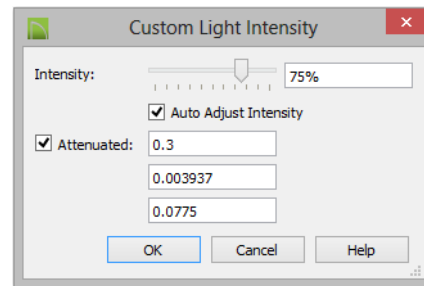 Custom Light Intensity
Intensity: 75%
Auto Adjust Intensity
Attenuated: 0.3
0.003937
0.0775
OK Cancel Help